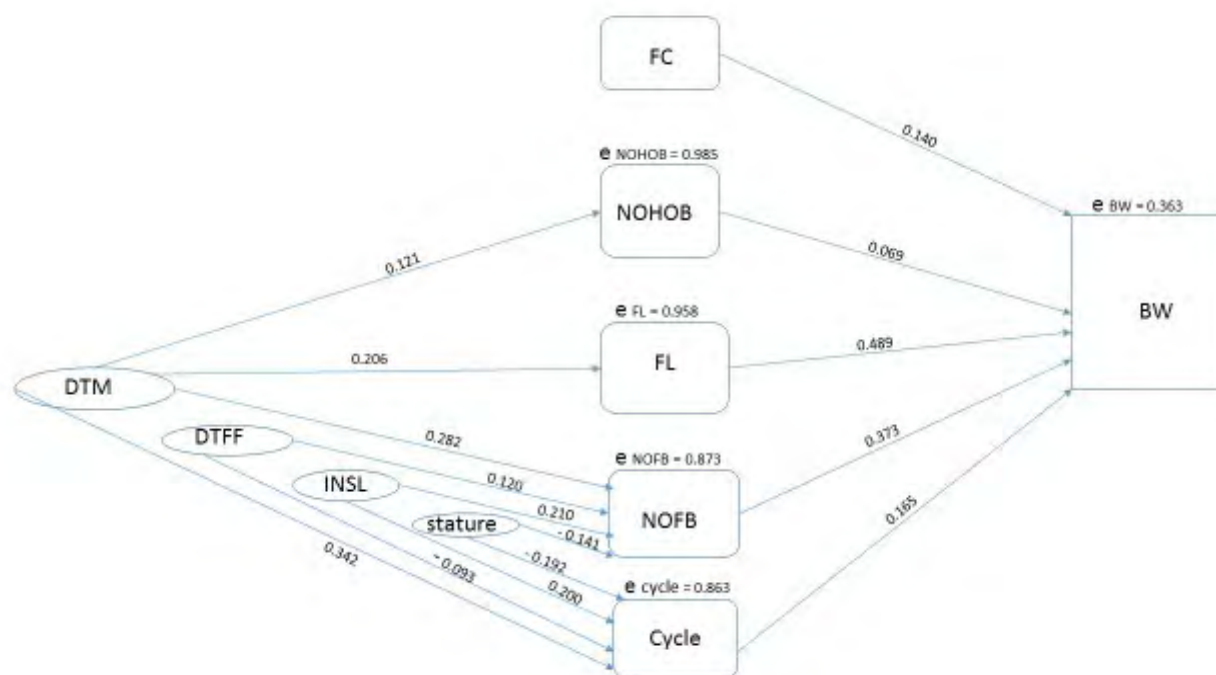 FC
0.140
e NOHOB = 0.985
NOHOB
0.121
0.069
e BW = 0.363
BW
e FL = 0.958
FL
0.206
0.489
DTM
0.282
DTFF
0.120
e NOFB = 0.873
NOFB
0.373
INSL
0.210
stature
- 0.141
0.342
- 0.093
- 0.192
0.200
e Cycle = 0.863
Cycle
0.165